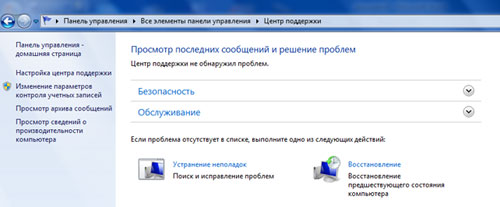 Панель управления ▸ Все элементы панели управления ▸ Центр поддержки
Панель управления -
домашняя страница
Настройка центра поддержки
Изменение параметров
контроля учетных записей
Просмотр архива сообщений
Просмотр сведений о
производительности
компьютера
Просмотр последних сообщений и решение проблем
Центр поддержки не обнаружил проблем.
Безопасность
Обслуживание
Если проблема отсутствует в списке, выполните одно из следующих действий:
Устранение неполадок
Поиск и исправление проблем
Восстановление
Восстановление
предшествующего состояния
компьютера